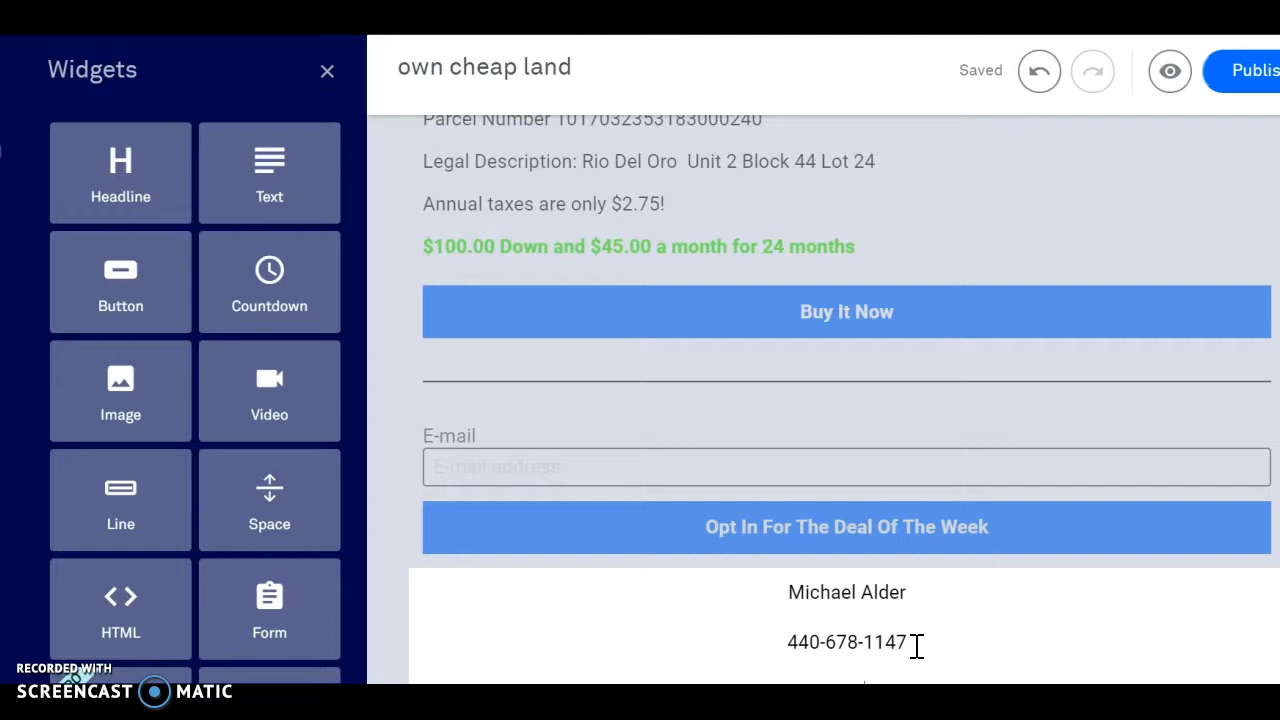 Widgets
own cheap land
Saved
Publis
Headline
Text
Button
Countdown
Image
Video
Line
Space
HTML
Form
Parcel Number 1017032353183000240
Legal Description: Rio Del Oro Unit 2 Block 44 Lot 24
Annual taxes are only $2.75!
$100.00 Down and $45.00 a month for 24 months
Buy It Now
E-mail
E-mail address
Opt In For The Deal Of The Week
Michael Alder
440-678-1147
RECORDED WITH
SCREENCAST MATIC